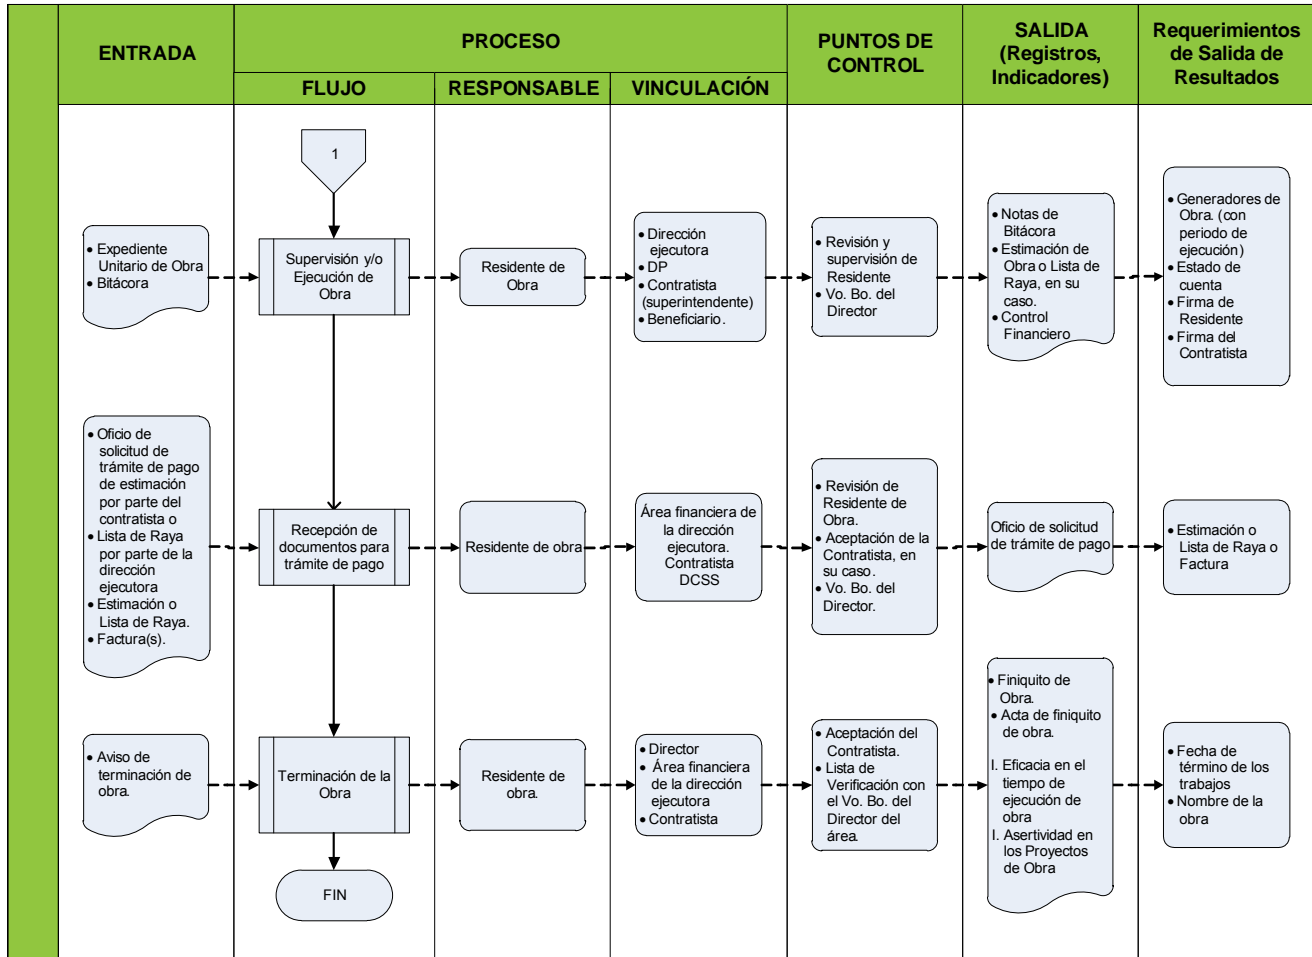 ENTRADA
PROCESO
PUNTOS DE
CONTROL
SALIDA
(Registros,
Indicadores)
Requerimientos
de Salida de
Resultados
FLUJO
RESPONSABLE
VINCULACIÓN
1
• Expediente
Unitario de Obra
• Bitácora
Supervisión y/o
Ejecución de
Obra
Residente de
Obra
• Dirección
ejecutora
• DP
• Contratista
(superintendente)
• Beneficiario.
• Revisión y
supervisión de
Residente
• Vo. Bo. del
Director
• Notas de
Bitácora
• Estimación de
Obra o Lista de
Raya, en su
caso.
• Control
Financiero
• Generadores de
Obra. (con
periodo de
ejecución)
• Estado de
cuenta
• Firma de
Residente
• Firma del
Contratista
• Oficio de
solicitud de
trámite de pago
de estimación
por parte del
contratista o
• Lista de Raya
por parte de la
dirección
ejecutora
• Estimación o
Lista de Raya.
• Factura(s).
Recepción de
documentos para
trámite de pago
Residente de obra
Área financiera de
la dirección
ejecutora.
Contratista
DCSS
• Revisión de
Residente de
Obra.
• Aceptación de la
Contratista, en
su caso.
• Vo. Bo. del
Director.
Oficio de solicitud
de trámite de pago
• Estimación o
Lista de Raya o
Factura
• Aviso de
terminación de
obra.
Terminación de la
Obra
Residente de
obra.
• Director
• Área financiera
de la dirección
ejecutora
• Contratista
• Aceptación del
Contratista.
• Lista de
Verificación con
el Vo. Bo. del
Director del
área.
• Finiquito de
Obra.
• Acta de finiquito
de obra.
I. Eficacia en el
tiempo de
ejecución de
obra
I. Asertividad en
los Proyectos
de Obra
• Fecha de
término de los
trabajos
• Nombre de la
obra
FIN